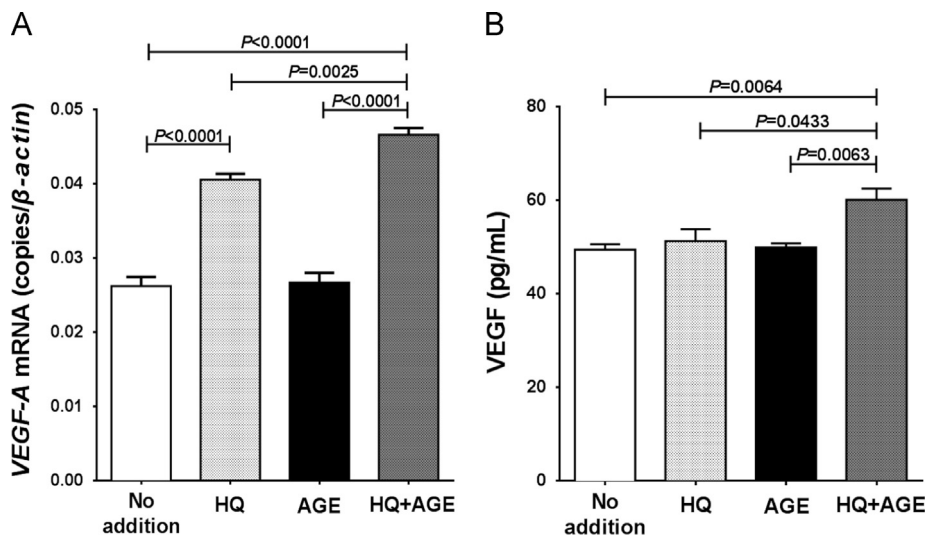 A
P<0.0001
P=0.0025
P<0.0001
P<0.0001
VEGF-A mRNA (copies/β-actin)
0.05
0.04
0.03
0.02
0.01
0.00
No addition
HQ
AGE
HQ+AGE
B
P=0.0064
P=0.0433
P=0.0063
VEGF (pg/mL)
80
60
40
20
0
No addition
HQ
AGE
HQ+AGE